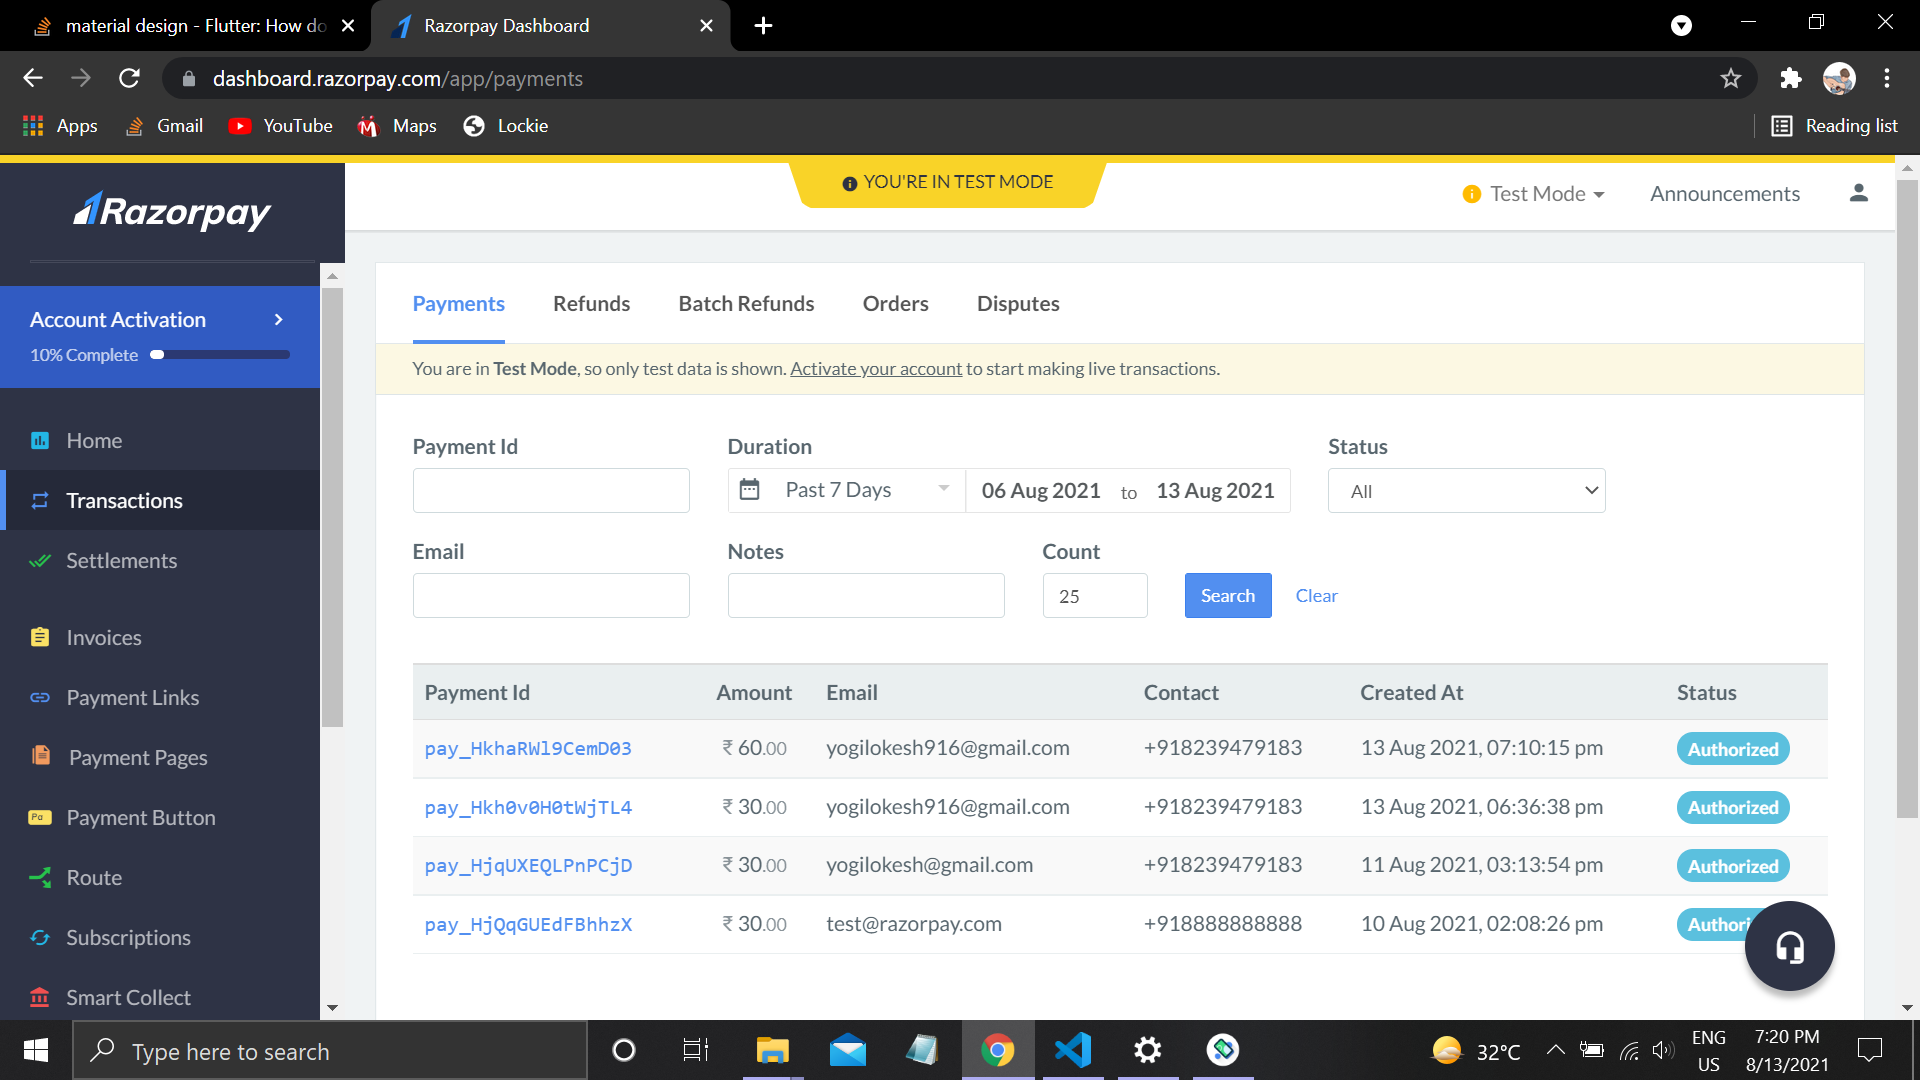 material design - Flutter: How do
Razorpay Dashboard
dashboard.razorpay.com/app/payments
Apps
Gmail
YouTube
Maps
Lockie
Reading list
Razorpay
YOU'RE IN TEST MODE
Test Mode
Announcements
Account Activation
10% Complete
Home
Transactions
Settlements
Invoices
Payment Links
Payment Pages
Payment Button
Route
Subscriptions
Smart Collect
Payments Refunds Batch Refunds Orders Disputes
You are in Test Mode, so only test data is shown. Activate your account to start making live transactions.
Payment Id
Duration
Past 7 Days
06 Aug 2021 to 13 Aug 2021
Status
All
Email
Notes
Count
25
Search
Clear
Payment Id Amount Email Contact Created At Status
pay_HkhaRWl9CemD03 ₹ 60.00 yogilokesh916@gmail.com +918239479183 13 Aug 2021, 07:10:15 pm Authorized
pay_Hkh0v0H0tWjTL4 ₹ 30.00 yogilokesh916@gmail.com +918239479183 13 Aug 2021, 06:36:38 pm Authorized
pay_HjqUXEQLPnPCjD ₹ 30.00 yogilokesh@gmail.com +918239479183 11 Aug 2021, 03:13:54 pm Authorized
pay_HjQqGUEdFBhhzX ₹ 30.00 test@razorpay.com +918888888888 10 Aug 2021, 02:08:26 pm Authori
Type here to search
32°C
ENG
US
7:20 PM
8/13/2021